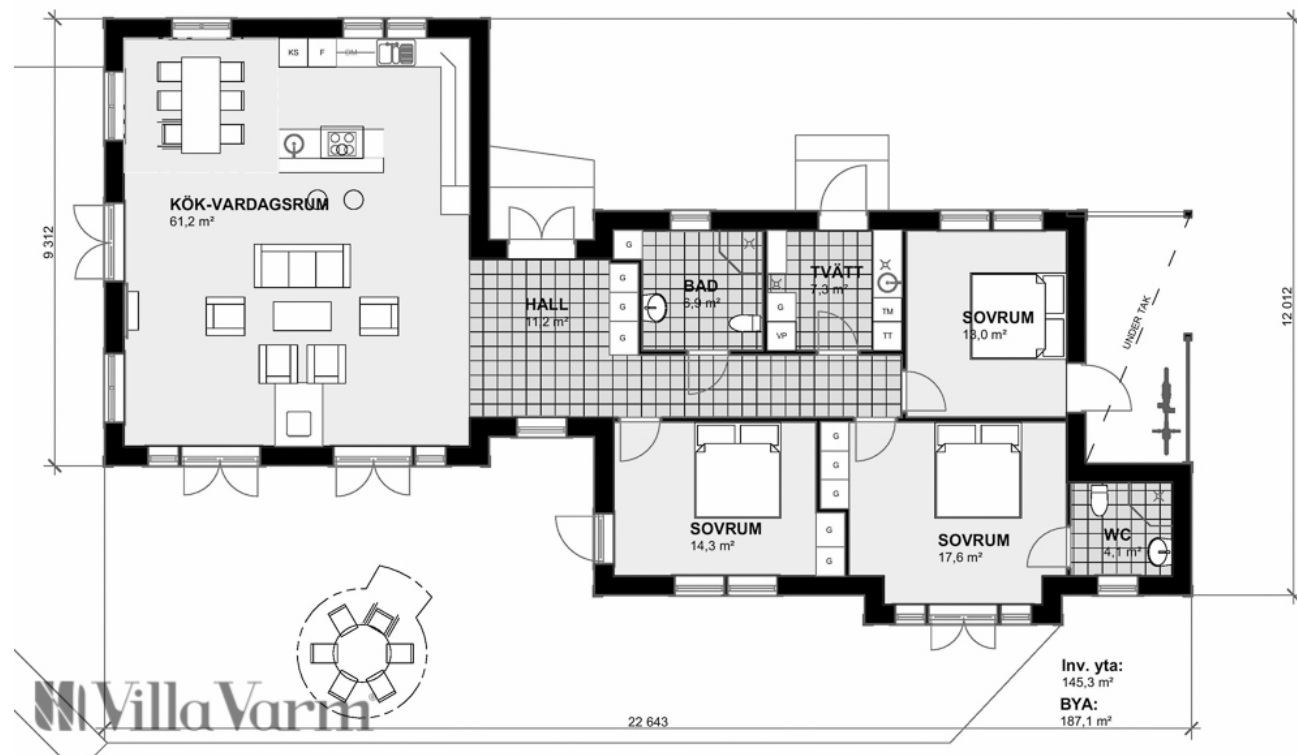 KS
F
DM
KÖK-VARDAGSRUM
61,2 m²
9 312
12 012
HALL
11,2 m²
G
G
G
G
BAD
6,9 m²
TVÄTT
7,3 m²
G
VP
TM
TT
SOVRUM
13,0 m²
UNDER TAK
SOVRUM
14,3 m²
G
G
G
G
G
SOVRUM
17,6 m²
WC
4,1 m²
Inv. yta:
145,3 m²
BYA:
187,1 m²
Villa Varm
22 643